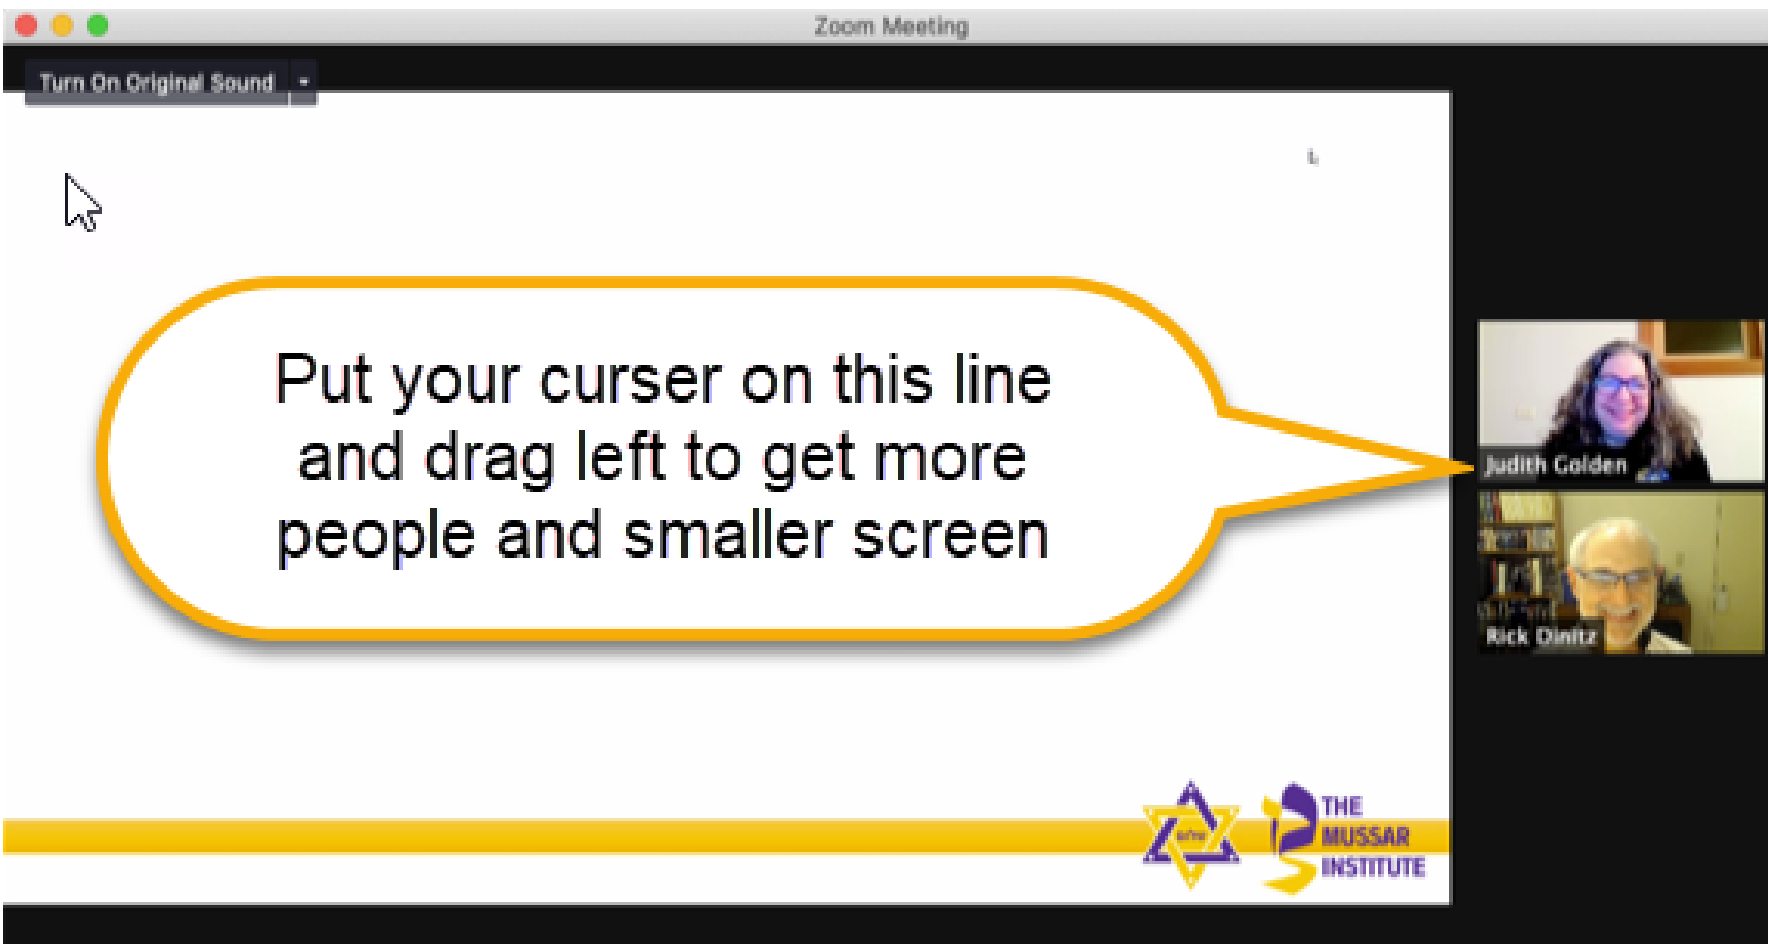 Zoom Meeting
Turn On Original Sound
Put your curser on this line
and drag left to get more
people and smaller screen
Judith Golden
Rick Dinitz
THE
MUSSAR
INSTITUTE